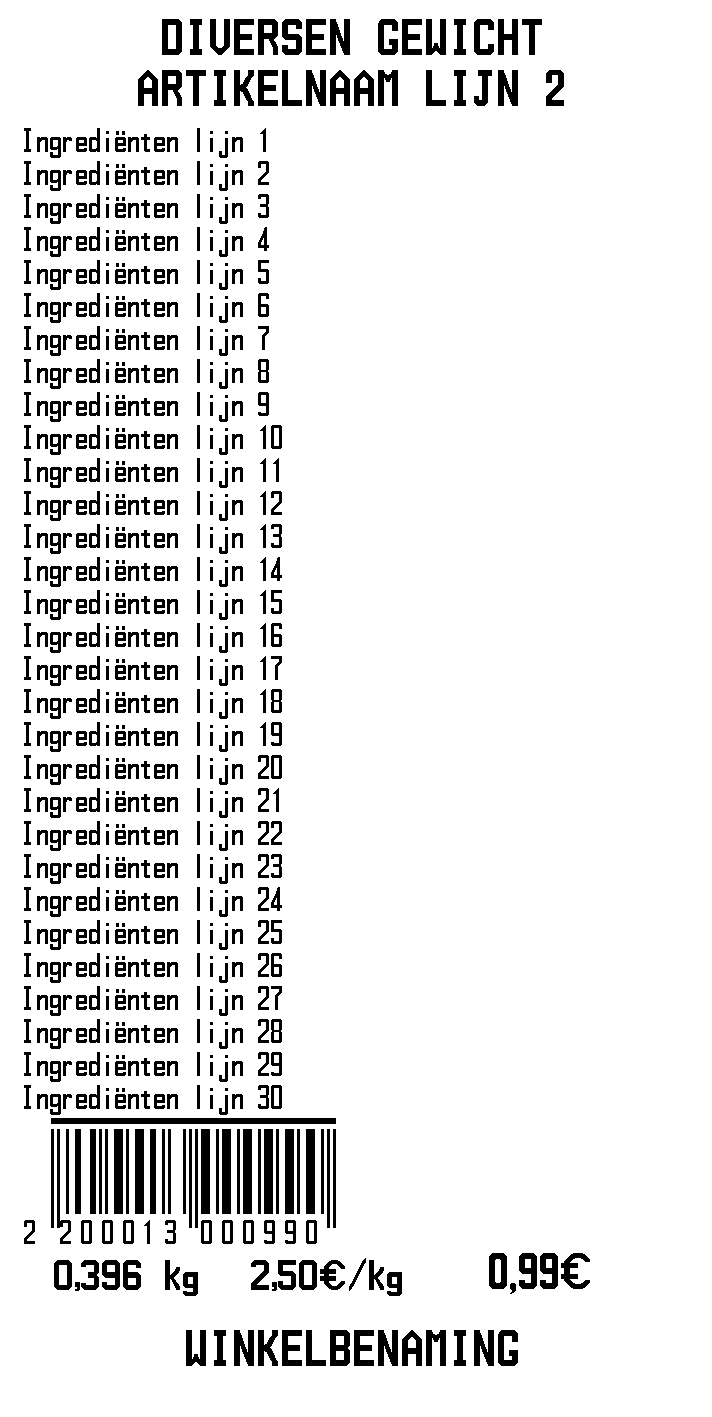 DIVERSEN GEWICHT
ARTIKELNAAM LIJN 2
Ingrediënten lijn 1
Ingrediënten lijn 2
Ingrediënten lijn 3
Ingrediënten lijn 4
Ingrediënten lijn 5
Ingrediënten lijn 6
Ingrediënten lijn 7
Ingrediënten lijn 8
Ingrediënten lijn 9
Ingrediënten lijn 10
Ingrediënten lijn 11
Ingrediënten lijn 12
Ingrediënten lijn 13
Ingrediënten lijn 14
Ingrediënten lijn 15
Ingrediënten lijn 16
Ingrediënten lijn 17
Ingrediënten lijn 18
Ingrediënten lijn 19
Ingrediënten lijn 20
Ingrediënten lijn 21
Ingrediënten lijn 22
Ingrediënten lijn 23
Ingrediënten lijn 24
Ingrediënten lijn 25
Ingrediënten lijn 26
Ingrediënten lijn 27
Ingrediënten lijn 28
Ingrediënten lijn 29
Ingrediënten lijn 30
2 200013 000990
0,396 kg 2,50€/kg 0,99€
WINKELBENAMING